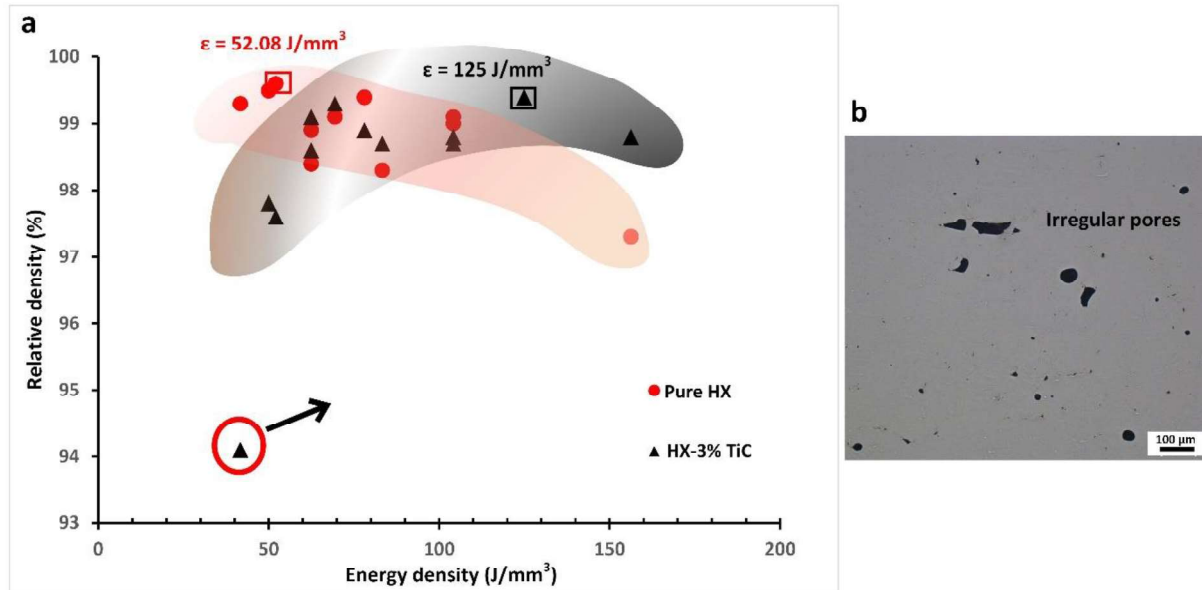 a
ε = 52.08 J/mm³
ε = 125 J/mm³
100
99
98
97
96
95
94
93
Relative density (%)
Pure HX
HX-3% TiC
0
50
100
150
200
Energy density (J/mm³)
b
Irregular pores
100 µm